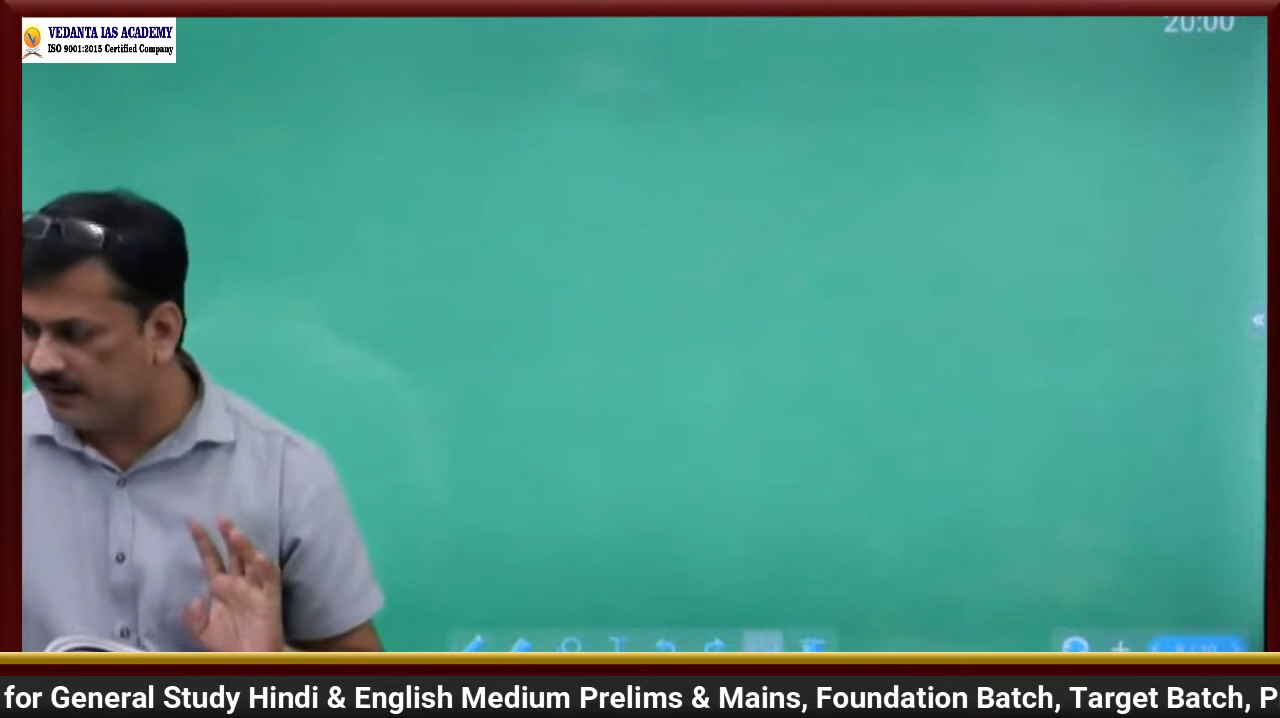 VEDANTA IAS ACADEMY
ISO 9001:2015 Certified Company
20:00
for General Study Hindi & English Medium Prelims & Mains, Foundation Batch, Target Batch, P